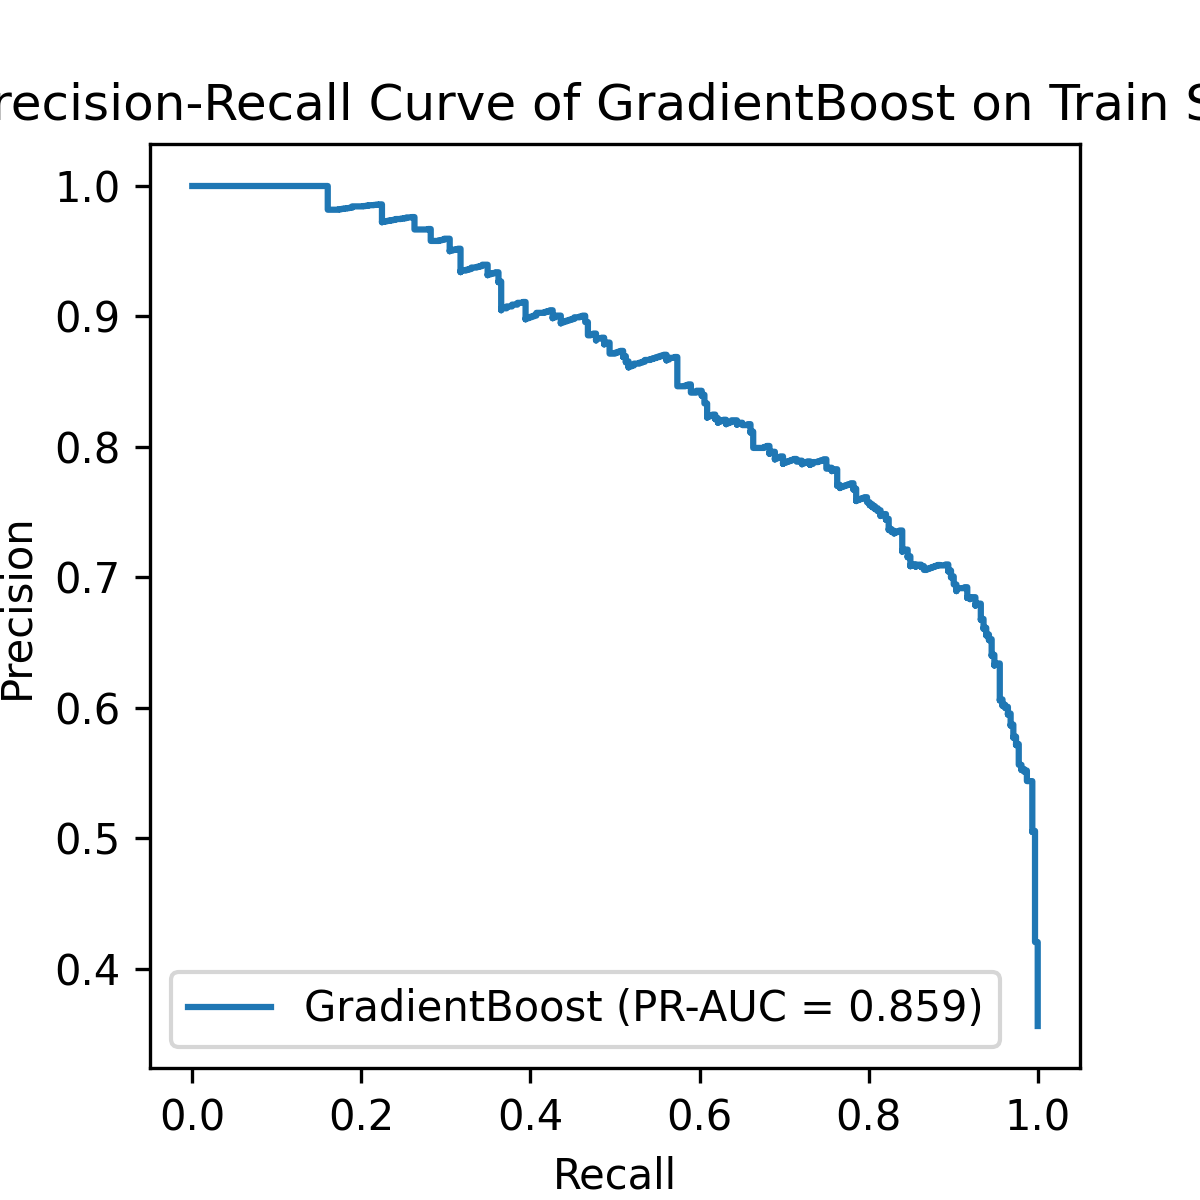 recision-Recall Curve of GradientBoost on Train S
1.0
0.9
0.8
0.7
0.6
0.5
0.4
Precision
GradientBoost (PR-AUC = 0.859)
0.0 0.2 0.4 0.6 0.8 1.0
Recall